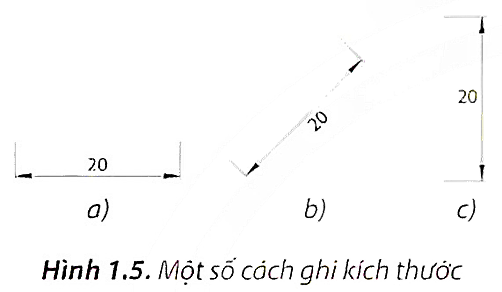 20
20
20
a)
b)
c)
Hình 1.5. Một số cách ghi kích thước